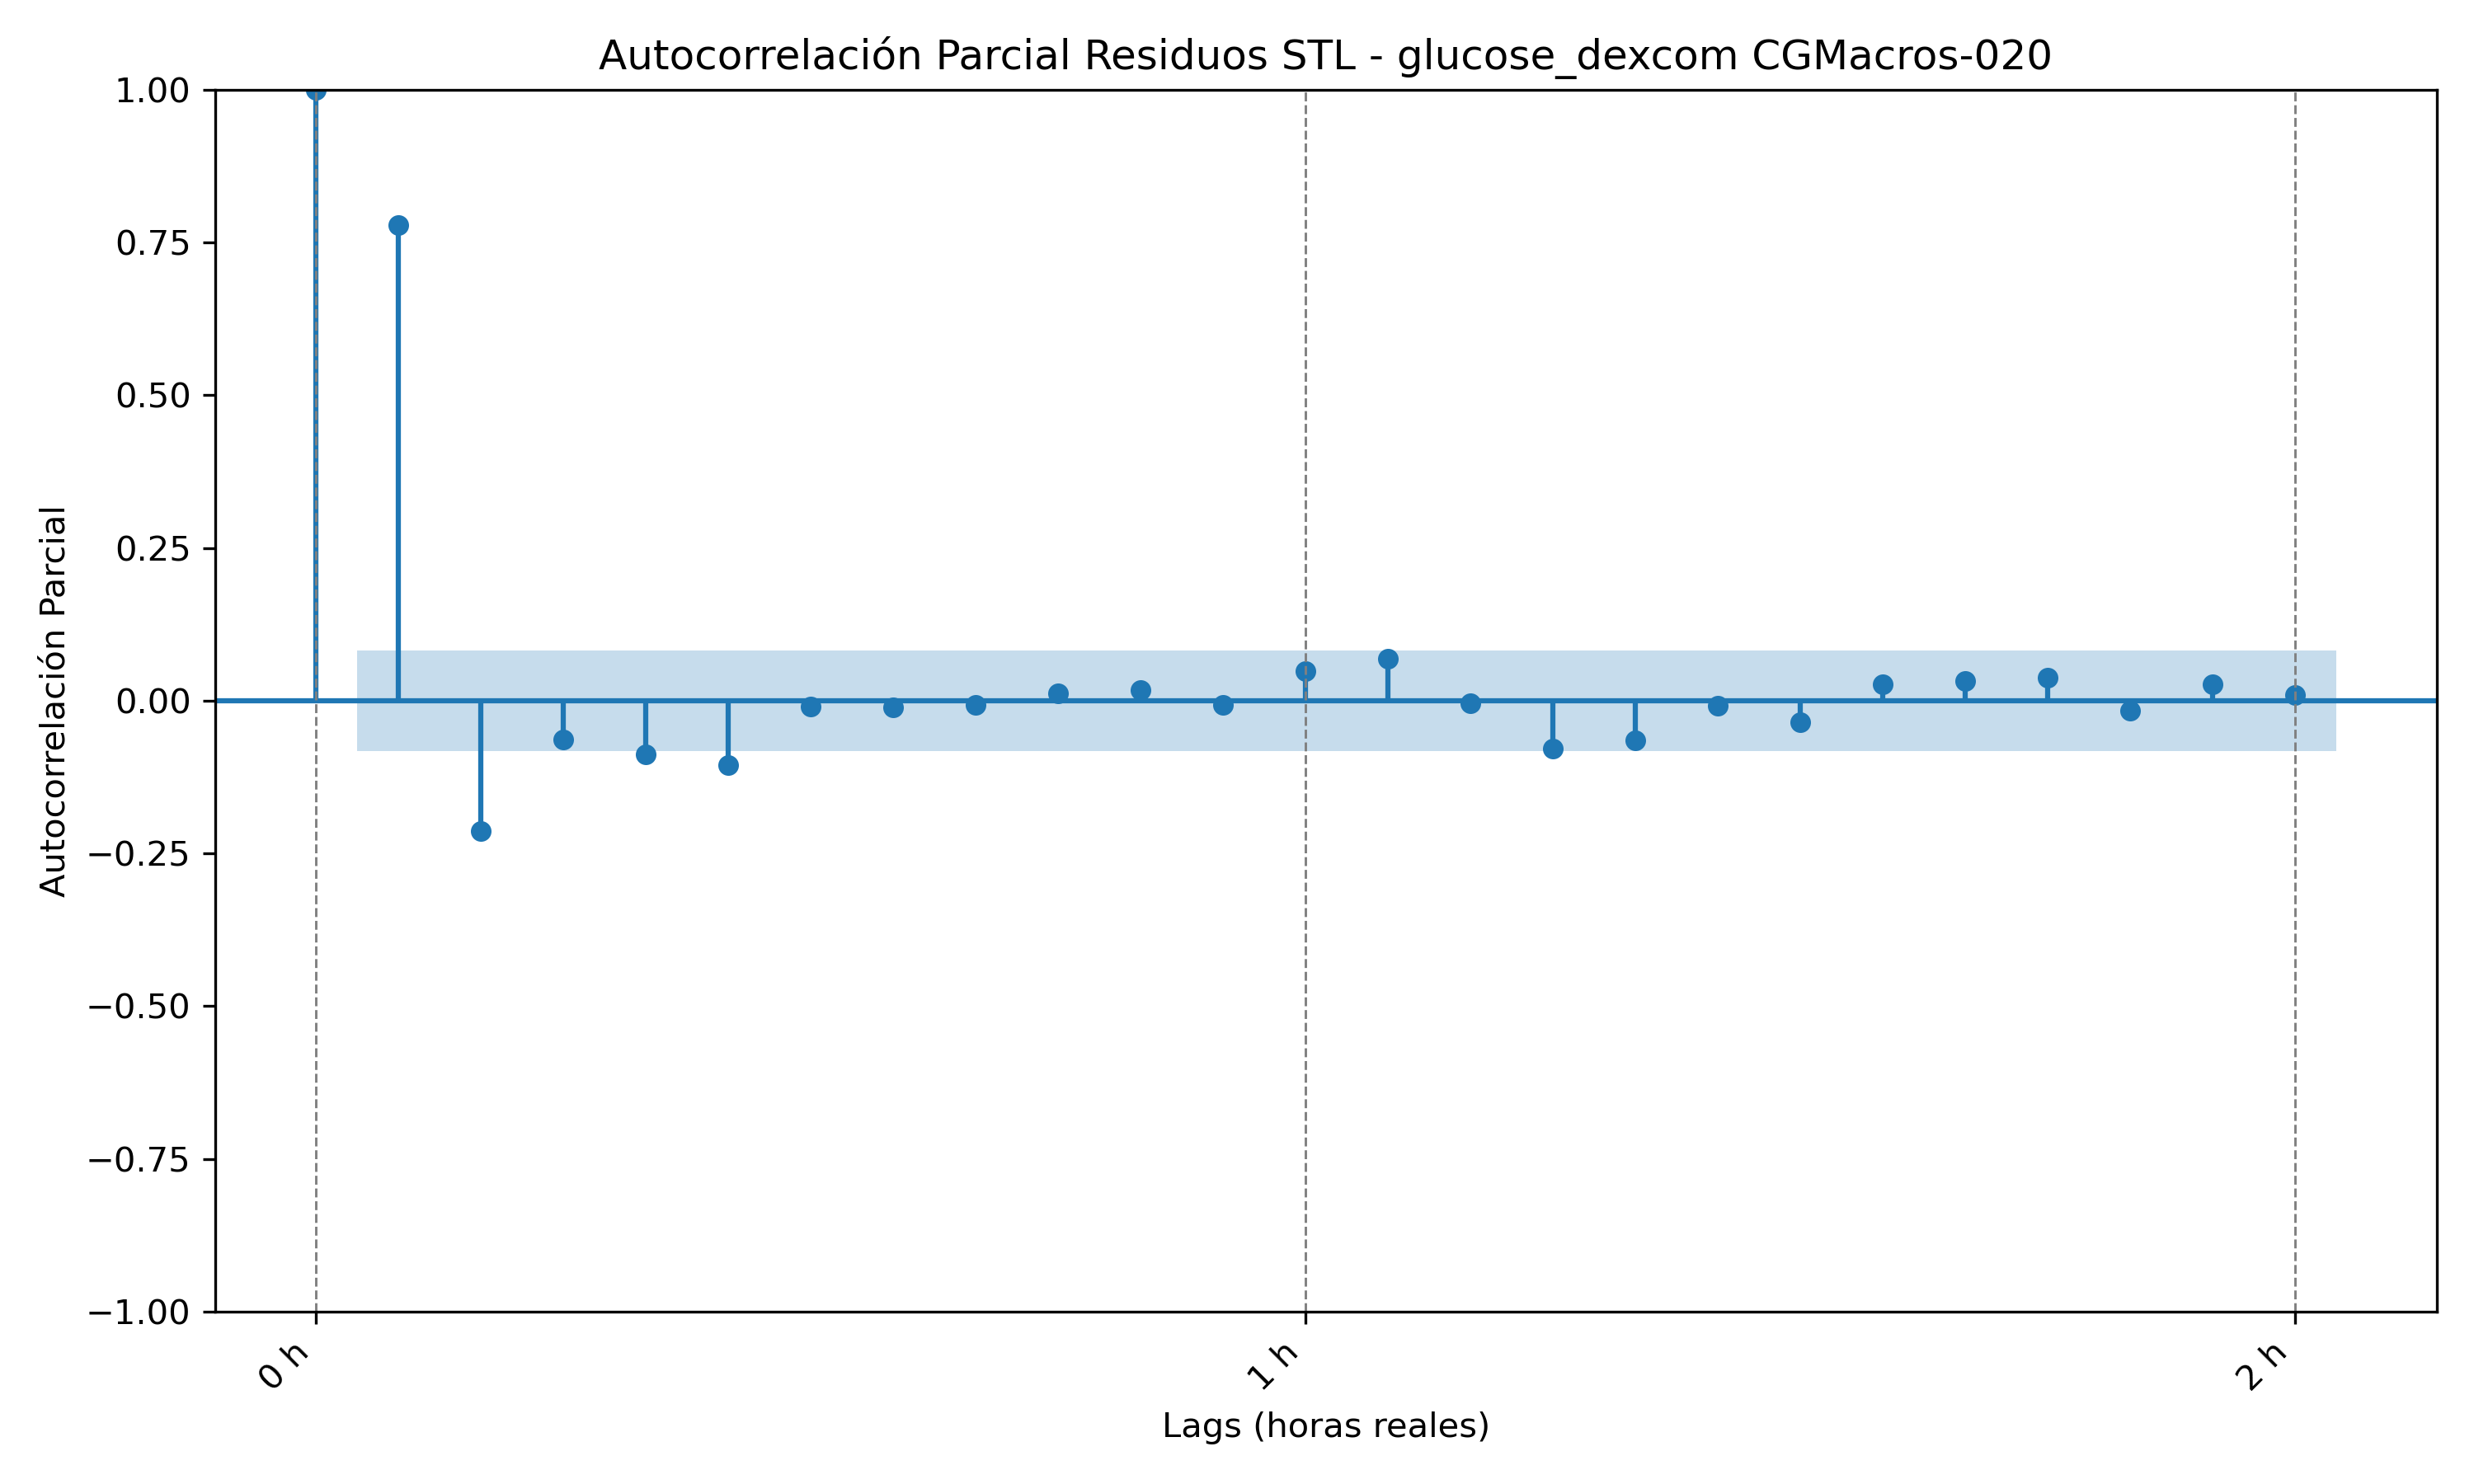 Autocorrelación Parcial Residuos STL - glucose_dexcom CGMacros-020
1.00
0.75
0.50
0.25
0.00
−0.25
−0.50
−0.75
−1.00
Autocorrelación Parcial
0 h
1 h
2 h
Lags (horas reales)